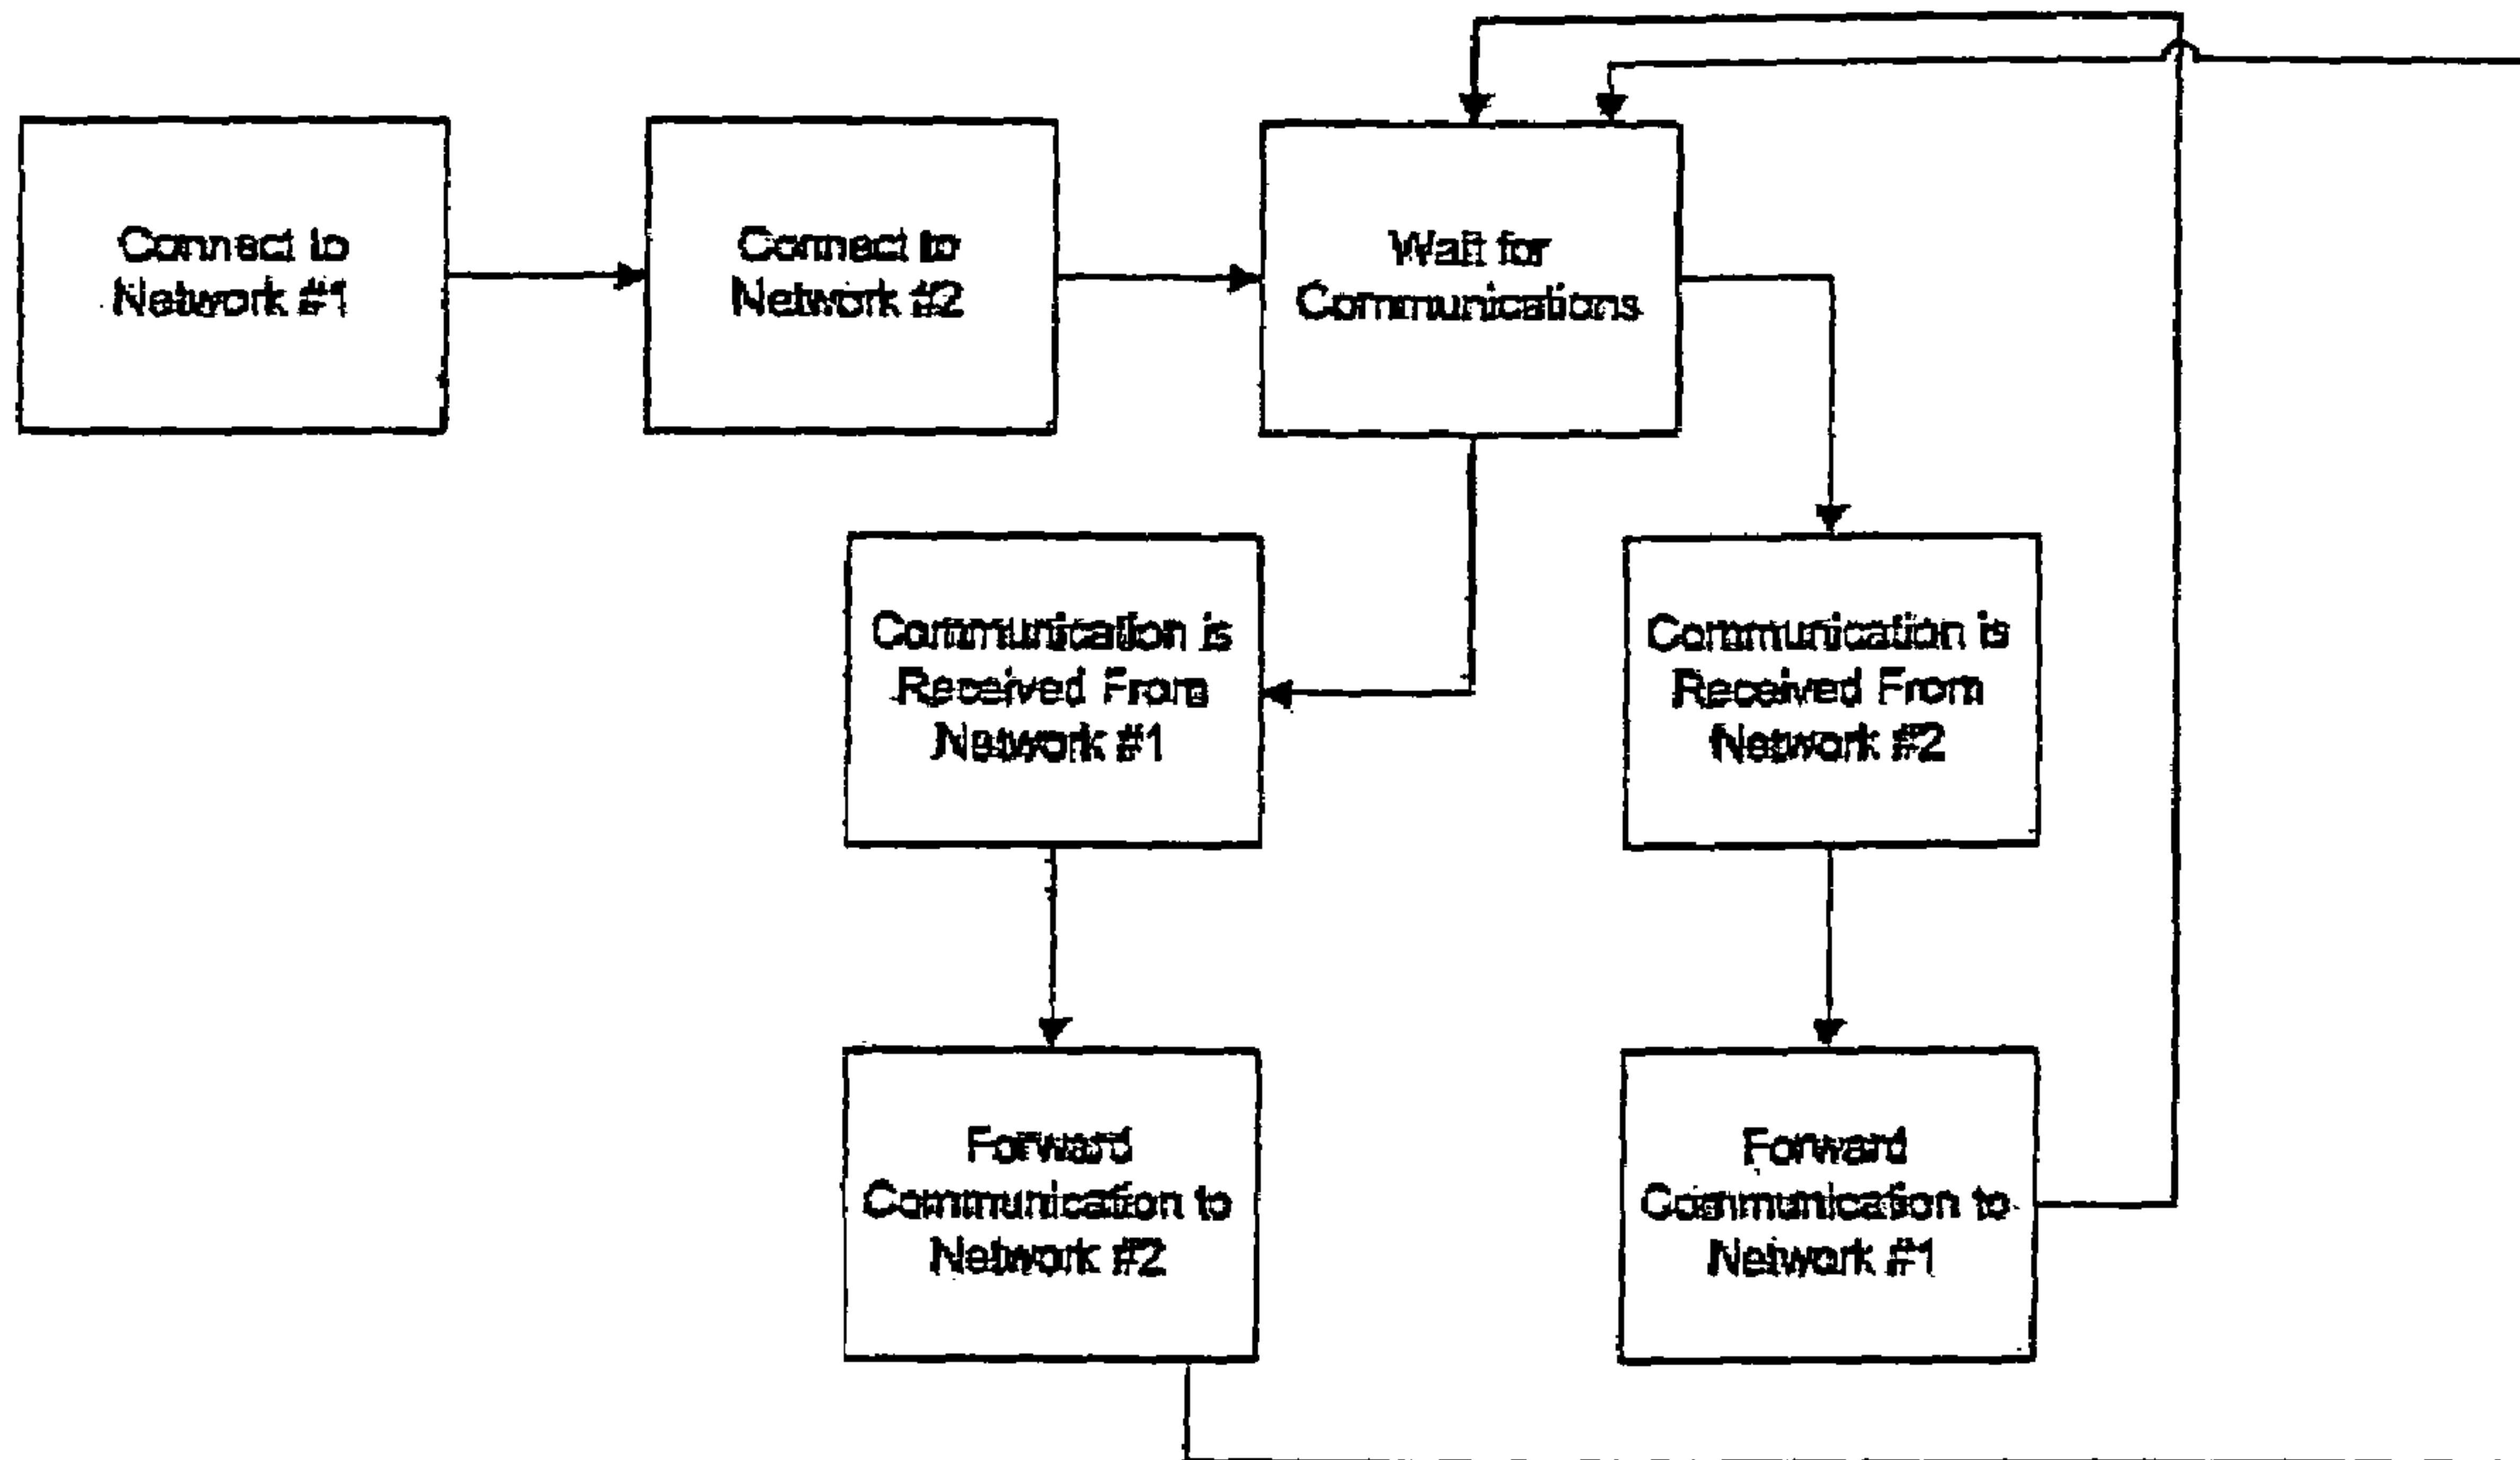 Connect to
Network #1
Connect to
Network #2
Wait for
Communications
Communication is
Received From
Network #1
Communication is
Received From
Network #2
Forward
Communication to
Network #2
Forward
Communication to
Network #1